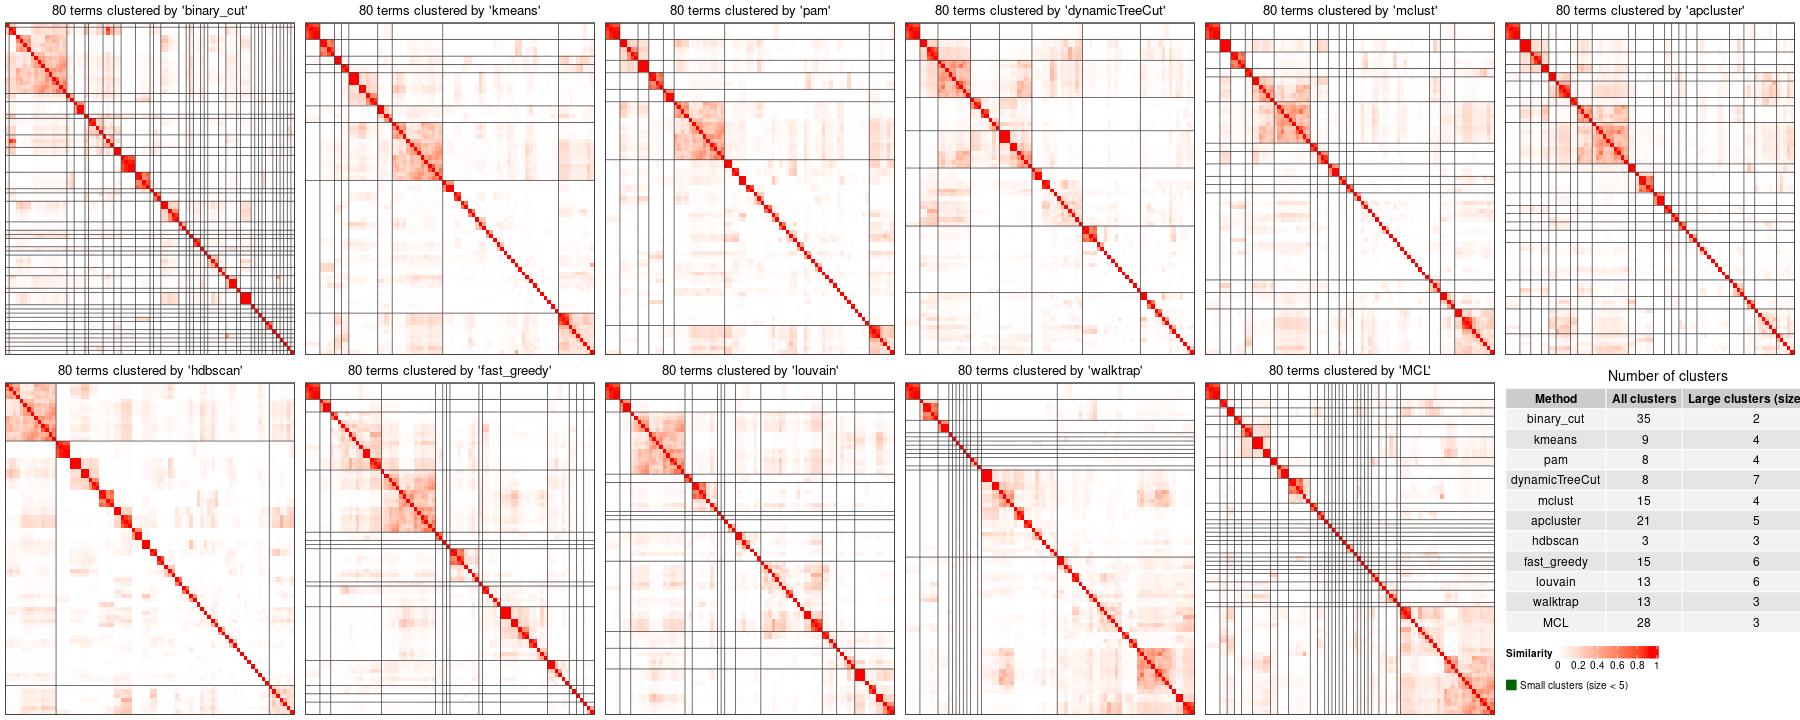 80 terms clustered by 'binary_cut'
80 terms clustered by 'kmeans'
80 terms clustered by 'pam'
80 terms clustered by 'dynamicTreeCut'
80 terms clustered by 'mclust'
80 terms clustered by 'apcluster'
80 terms clustered by 'hdbscan'
80 terms clustered by 'fast_greedy'
80 terms clustered by 'louvain'
80 terms clustered by 'walktrap'
80 terms clustered by 'MCL'
Number of clusters
Method All clusters Large clusters (size
binary_cut 35 2
kmeans 9 4
pam 8 4
dynamicTreeCut 8 7
mclust 15 4
apcluster 21 5
hdbscan 3 3
fast_greedy 15 6
louvain 13 6
walktrap 13 3
MCL 28 3
Similarity
0 0.2 0.4 0.6 0.8 1
Small clusters (size < 5)